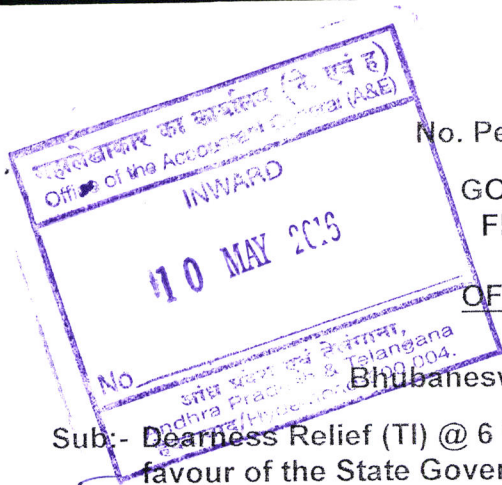 महालेखाकार का कार्यालय (ले. एवं ह)
Office of the Accountant General (A&E)
INWARD
10 MAY 2016
No
आंध्र प्रदेश एवं तेलंगाना,
Andhra Pradesh & Telangana
No. Pe
GO
F
OF
Bhubanesw
Sub:- Dearness Relief (TI) @ 6
favour of the State Gover